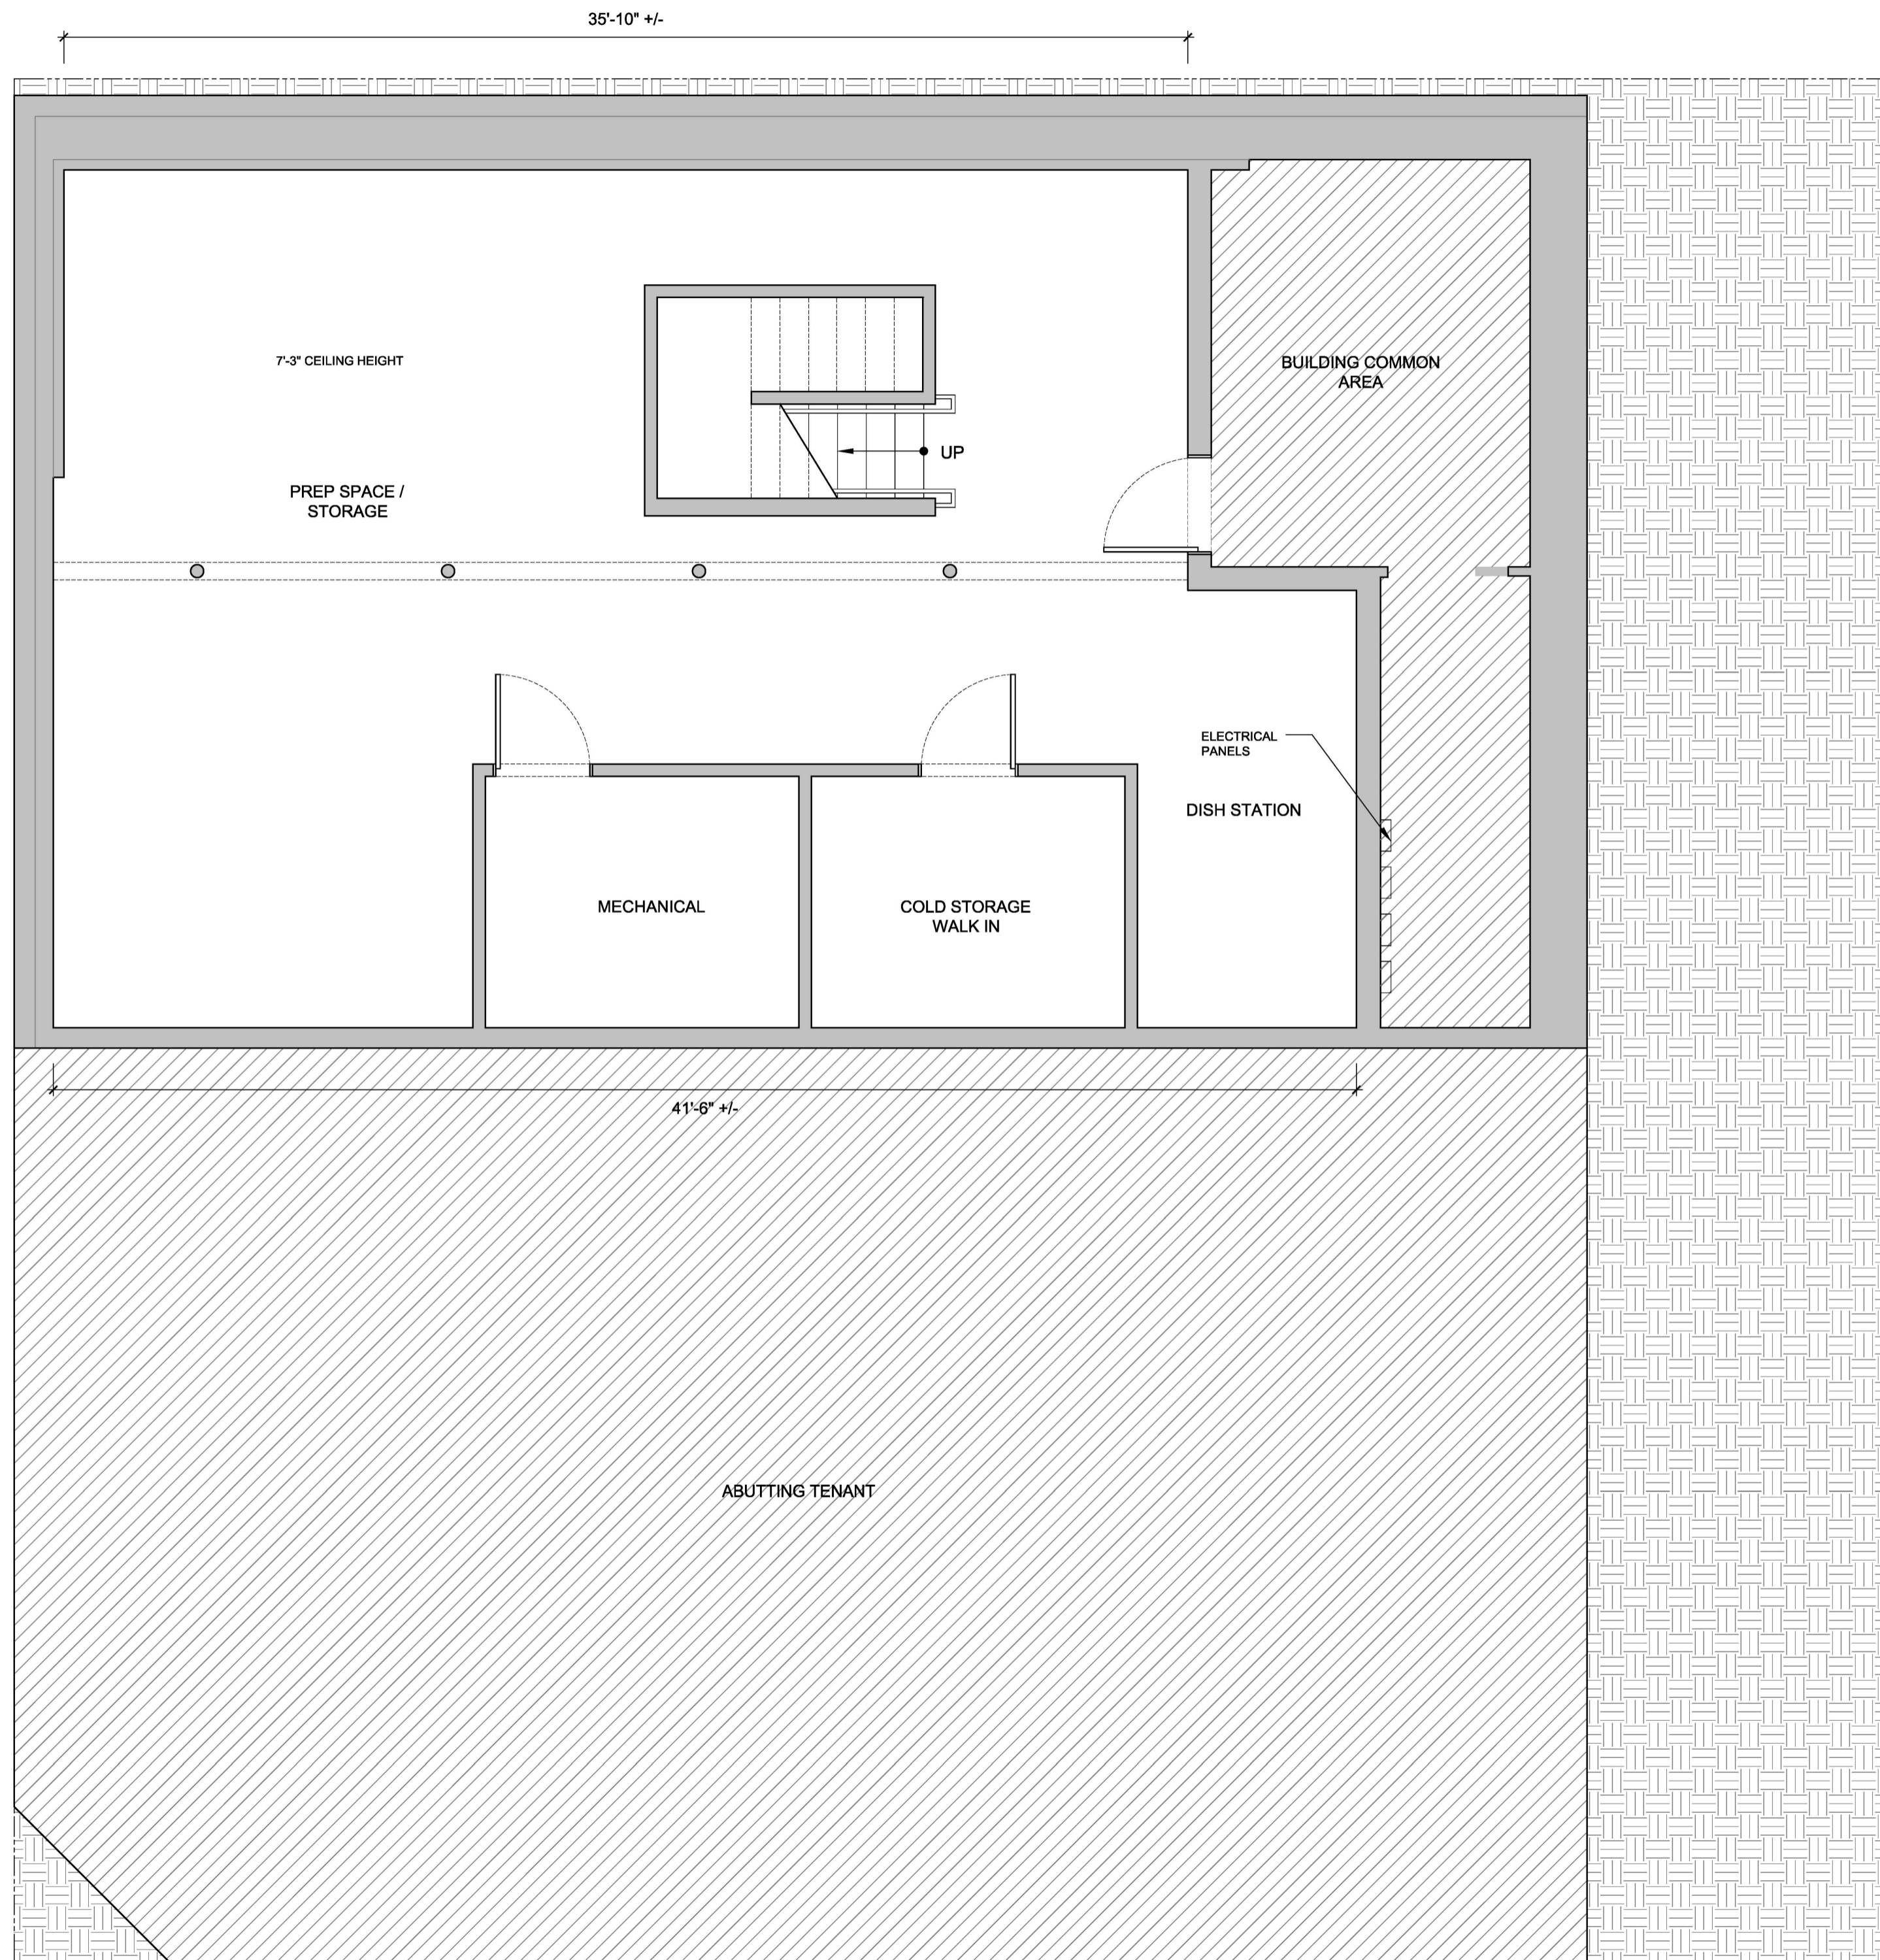 35'-10" +/-
7'-3" CEILING HEIGHT
BUILDING COMMON
AREA
UP
PREP SPACE /
STORAGE
ELECTRICAL
PANELS
DISH STATION
MECHANICAL
COLD STORAGE
WALK IN
41'-6" +/-
ABUTTING TENANT